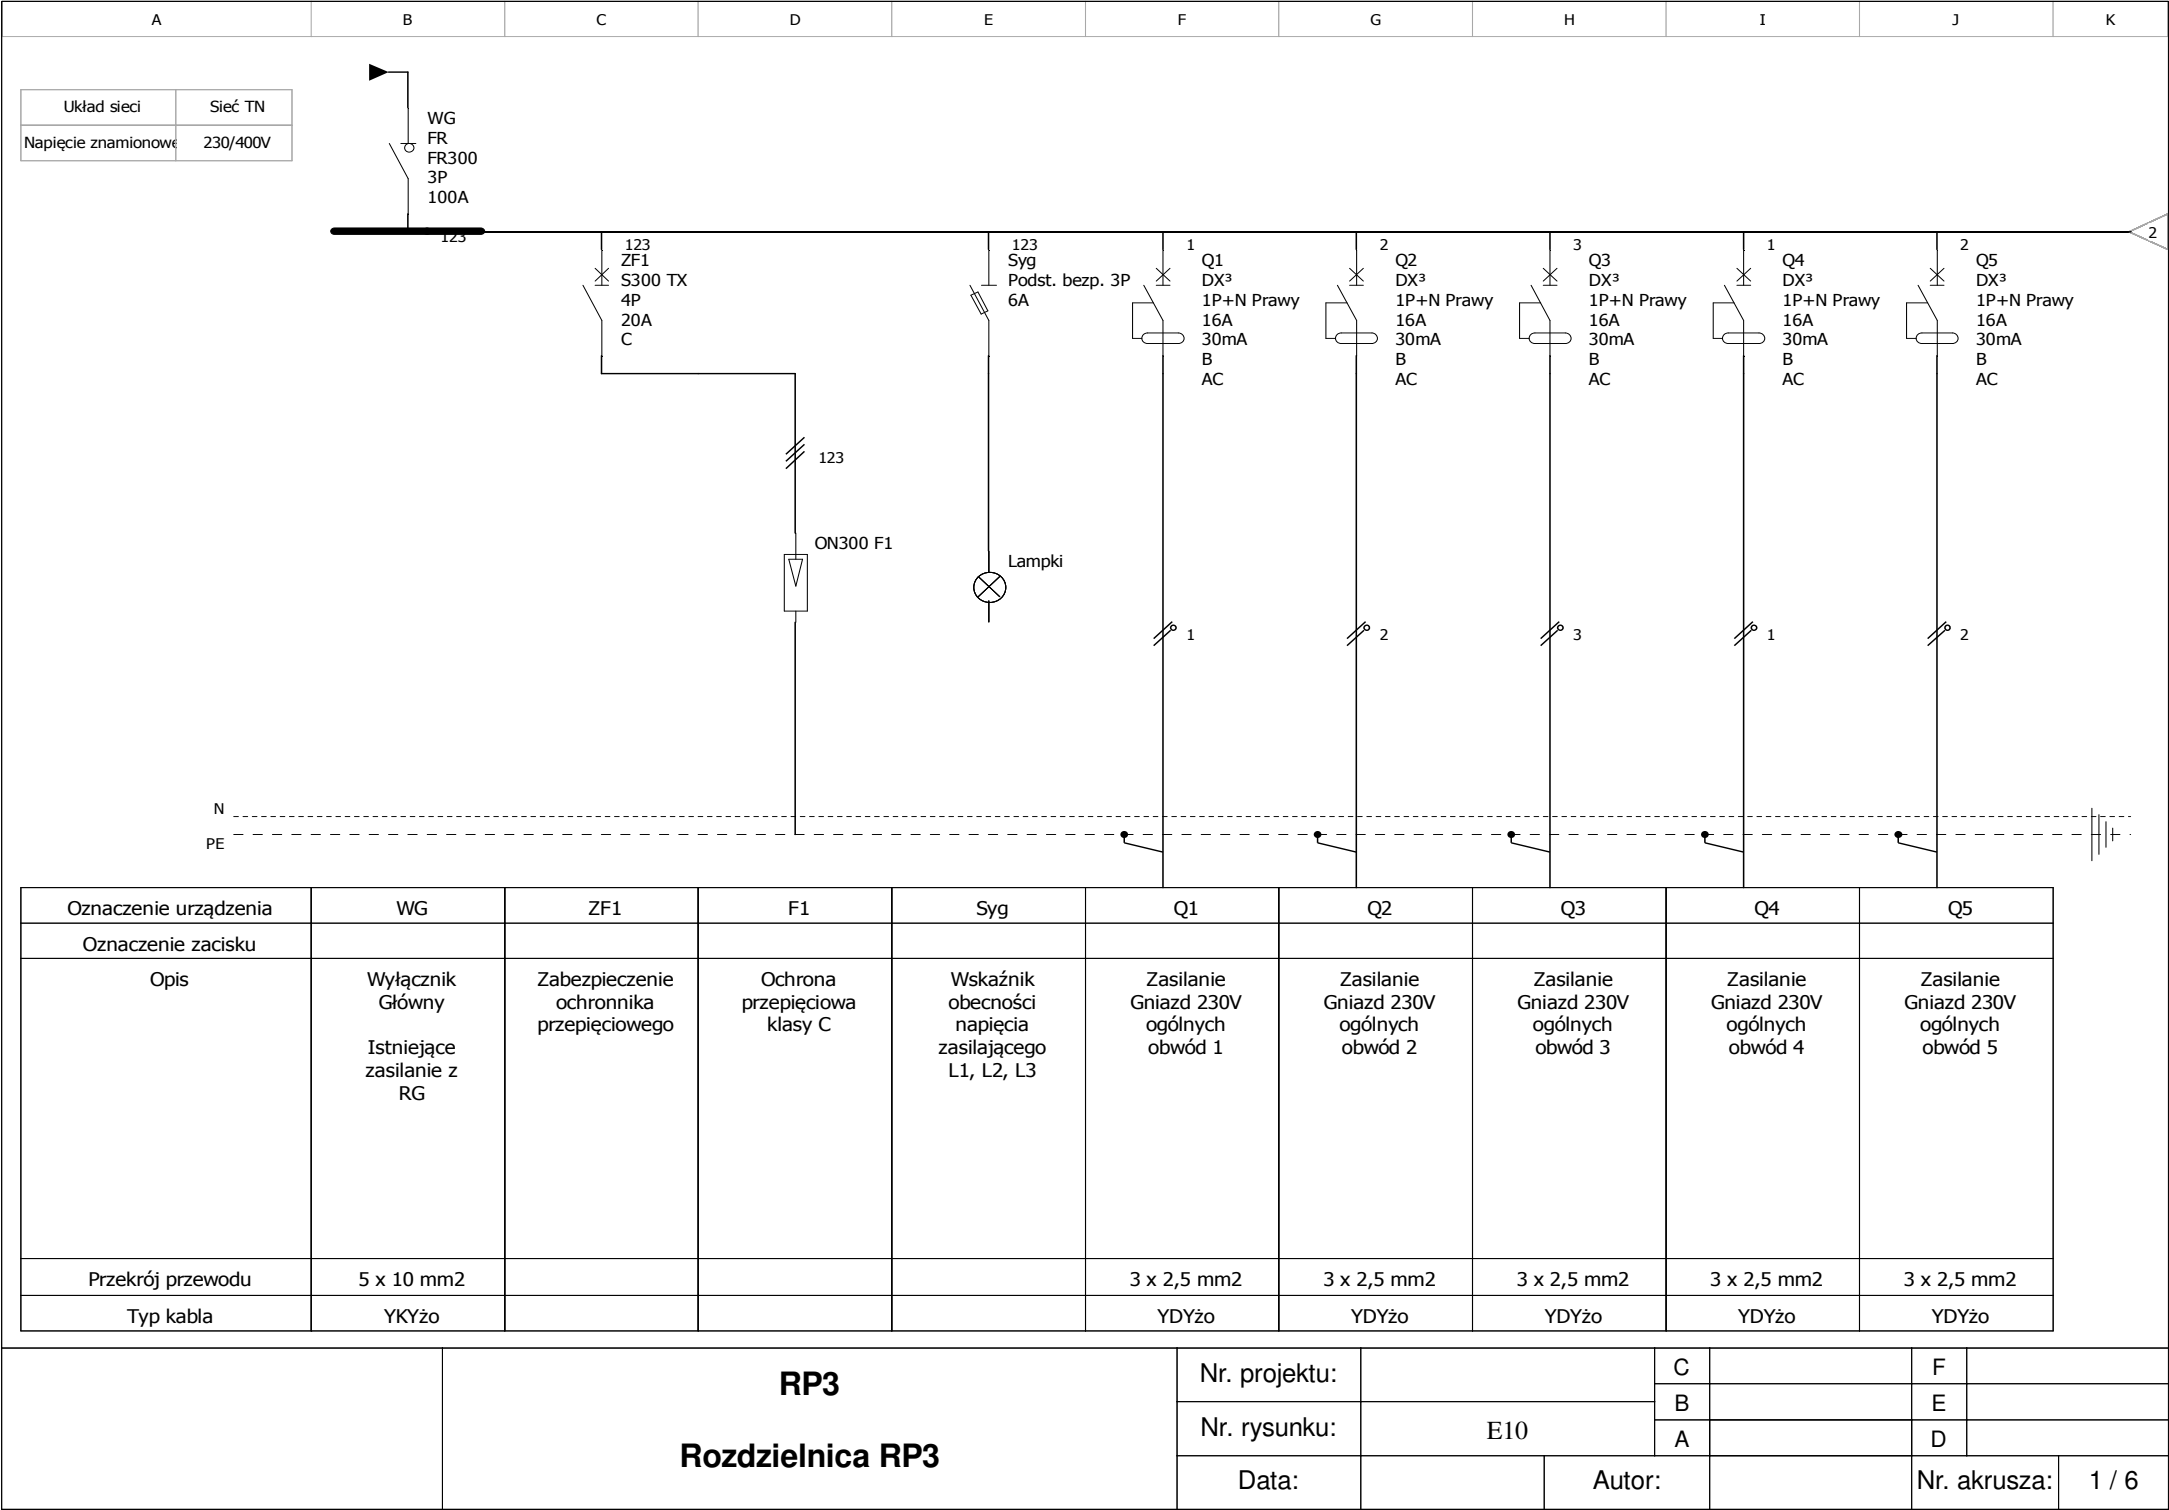 A B C D E F G H I J K
Układ sieci Sieć TN
Napięcie znamionowe 230/400V
WG
FR
FR300
3P
100A
123
2
123
ZF1
S300 TX
4P
20A
C
123
ON300 F1
123
Syg
Podst. bezp. 3P
6A
Lampki
1
Q1
DX³
1P+N Prawy
16A
30mA
B
AC
1
2
Q2
DX³
1P+N Prawy
16A
30mA
B
AC
2
3
Q3
DX³
1P+N Prawy
16A
30mA
B
AC
3
1
Q4
DX³
1P+N Prawy
16A
30mA
B
AC
1
2
Q5
DX³
1P+N Prawy
16A
30mA
B
AC
2
N
PE
Oznaczenie urządzenia WG ZF1 F1 Syg Q1 Q2 Q3 Q4 Q5
Oznaczenie zacisku
Opis
Wyłącznik
Główny
Istniejące
zasilanie z
RG
Zabezpieczenie
ochronnika
przepięciowego
Ochrona
przepięciowa
klasy C
Wskaźnik
obecności
napięcia
zasilającego
L1, L2, L3
Zasilanie
Gniazd 230V
ogólnych
obwód 1
Zasilanie
Gniazd 230V
ogólnych
obwód 2
Zasilanie
Gniazd 230V
ogólnych
obwód 3
Zasilanie
Gniazd 230V
ogólnych
obwód 4
Zasilanie
Gniazd 230V
ogólnych
obwód 5
Przekrój przewodu 5 x 10 mm2 3 x 2,5 mm2 3 x 2,5 mm2 3 x 2,5 mm2 3 x 2,5 mm2 3 x 2,5 mm2
Typ kabla YKYżo YDYżo YDYżo YDYżo YDYżo YDYżo
RP3
Rozdzielnica RP3
Nr. projektu:
Nr. rysunku: E10
Data: Autor:
C F
B E
A D
Nr. akrusza: 1 / 6